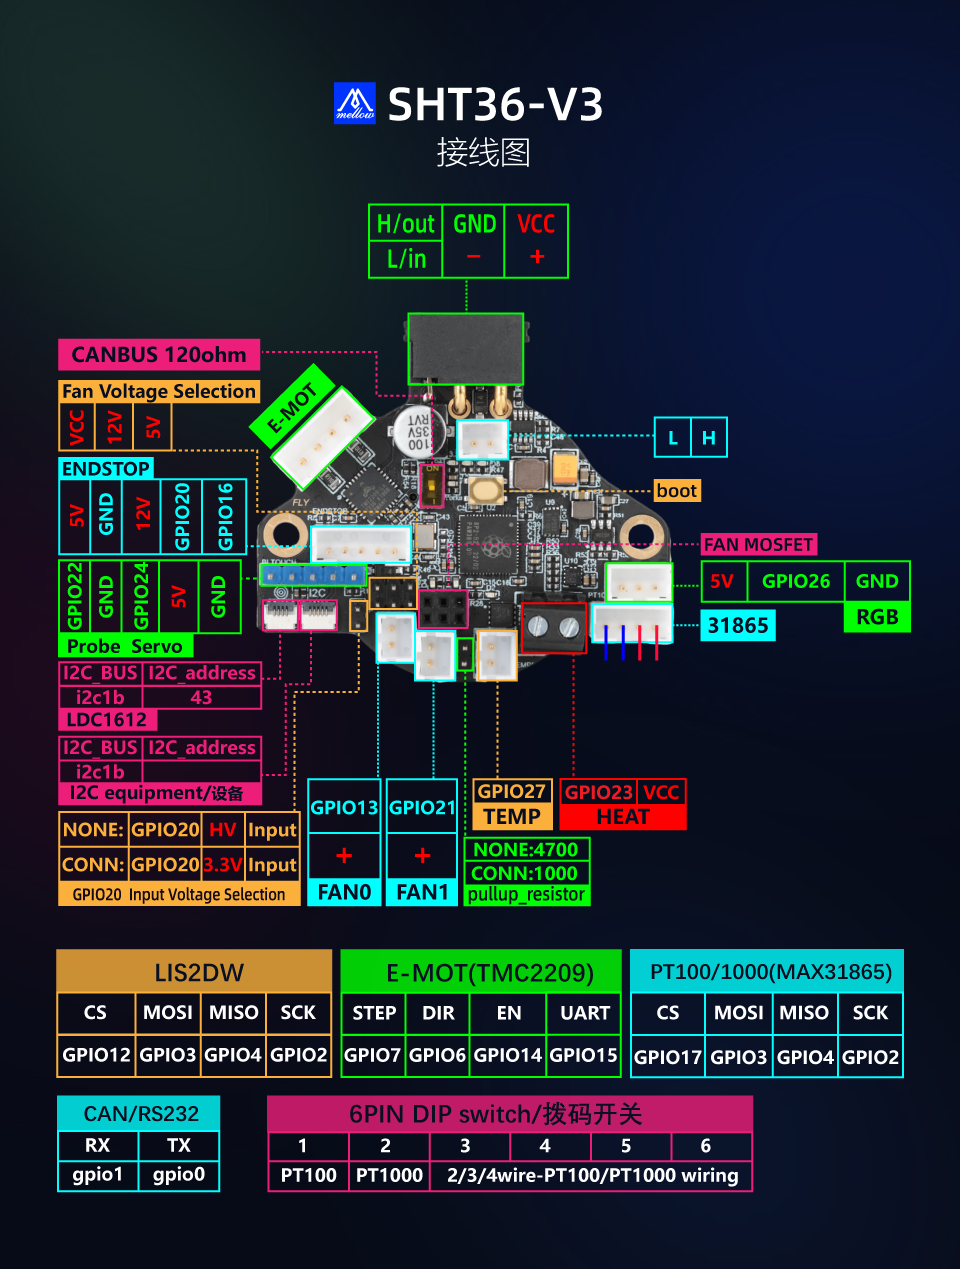 mellow
SHT36-V3
接线图
H/out GND VCC
L/in − +
CANBUS 120ohm
Fan Voltage Selection
VCC 12V 5V
E-MOT
L H
ENDSTOP
5V GND 12V GPIO20 GPIO16
boot
FAN MOSFET
100
35V
RVT
ON
FLY
ENDSTOP
I2C
GPIO22 GND GPIO24 5V GND
Probe Servo
5V GPIO26 GND
RGB
31865
I2C_BUS I2C_address
i2c1b 43
LDC1612
I2C_BUS I2C_address
i2c1b
I2C equipment/设备
NONE: GPIO20 HV Input
CONN: GPIO20 3.3V Input
GPIO20 Input Voltage Selection
GPIO13
+
FAN0
GPIO21
+
FAN1
GPIO27
TEMP
GPIO23 VCC
HEAT
NONE:4700
CONN:1000
pullup_resistor
LIS2DW
CS MOSI MISO SCK
GPIO12 GPIO3 GPIO4 GPIO2
E-MOT(TMC2209)
STEP DIR EN UART
GPIO7 GPIO6 GPIO14 GPIO15
PT100/1000(MAX31865)
CS MOSI MISO SCK
GPIO17 GPIO3 GPIO4 GPIO2
CAN/RS232
RX TX
gpio1 gpio0
6PIN DIP switch/拨码开关
1 2 3 4 5 6
PT100 PT1000 2/3/4wire-PT100/PT1000 wiring